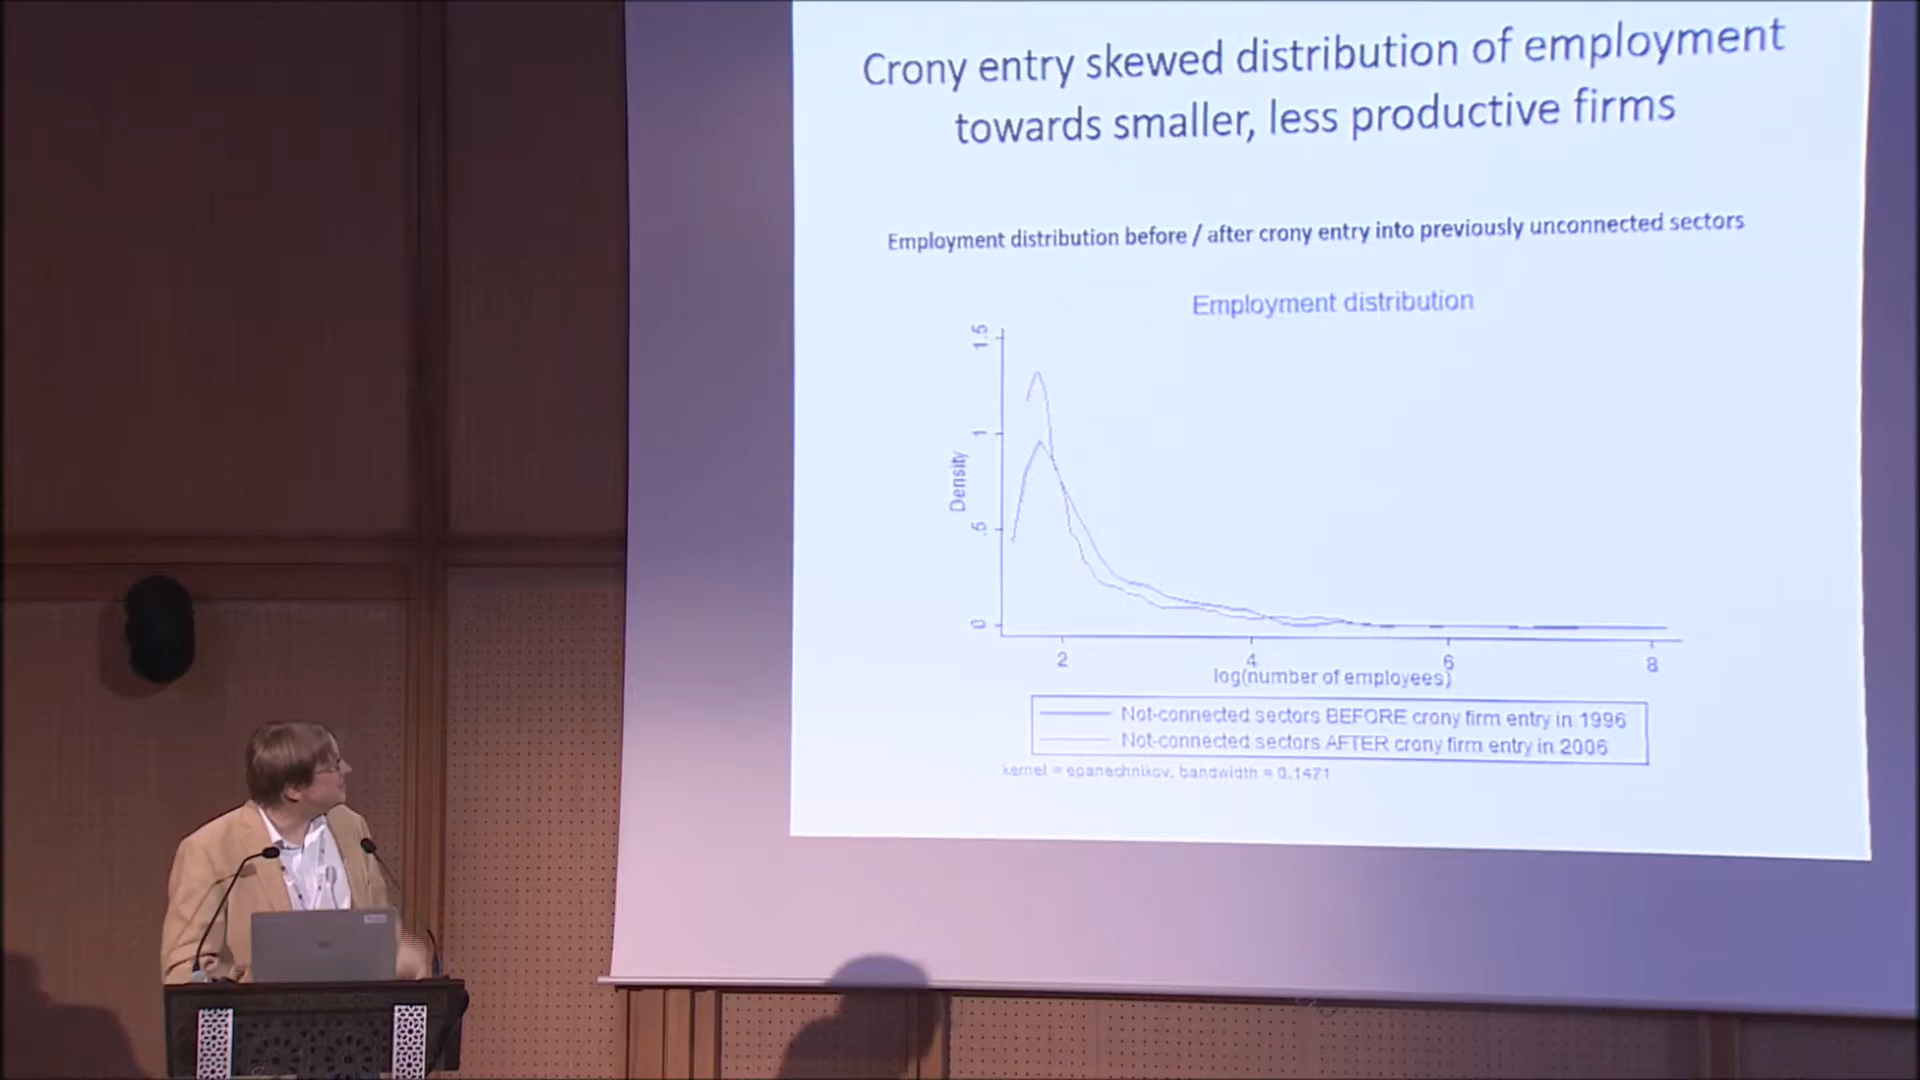 Crony entry skewed distribution of employment
towards smaller, less productive firms
Employment distribution before / after crony entry into previously unconnected sectors
Employment distribution
1.5
1
.5
0
Density
2 4 6 8
log(number of employees)
Not-connected sectors BEFORE crony firm entry in 1996
Not-connected sectors AFTER crony firm entry in 2006
kernel = epanechnikov, bandwidth = 0.1471